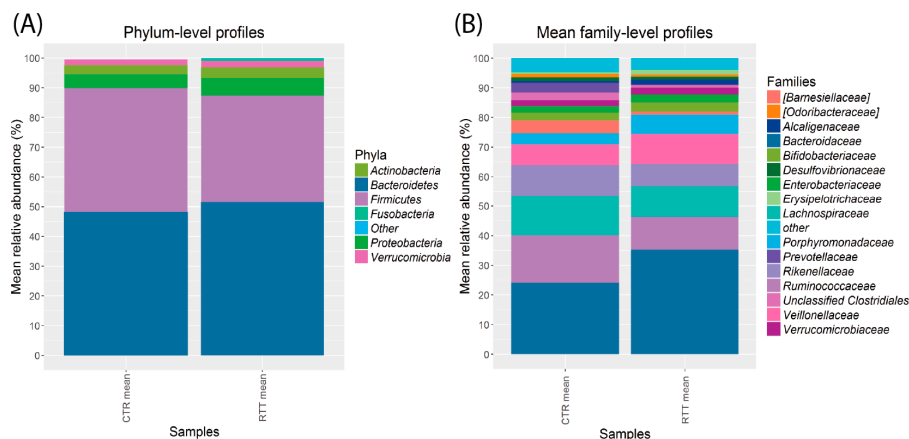 (A)
Phylum-level profiles
Mean relative abundance (%)
100
90
80
70
60
50
40
30
20
10
0
CTR mean
RTT mean
Samples
Phyla
Actinobacteria
Bacteroidetes
Firmicutes
Fusobacteria
Other
Proteobacteria
Verrucomicrobia
(B)
Mean family-level profiles
Mean relative abundance (%)
100
90
80
70
60
50
40
30
20
10
0
CTR mean
RTT mean
Samples
Families
[Barnesiellaceae]
[Odoribacteraceae]
Alcaligenaceae
Bacteroidaceae
Bifidobacteriaceae
Desulfovibrionaceae
Enterobacteriaceae
Erysipelotrichaceae
Lachnospiraceae
other
Porphyromonadaceae
Prevotellaceae
Rikenellaceae
Ruminococcaceae
Unclassified Clostridiales
Veillonellaceae
Verrucomicrobiaceae